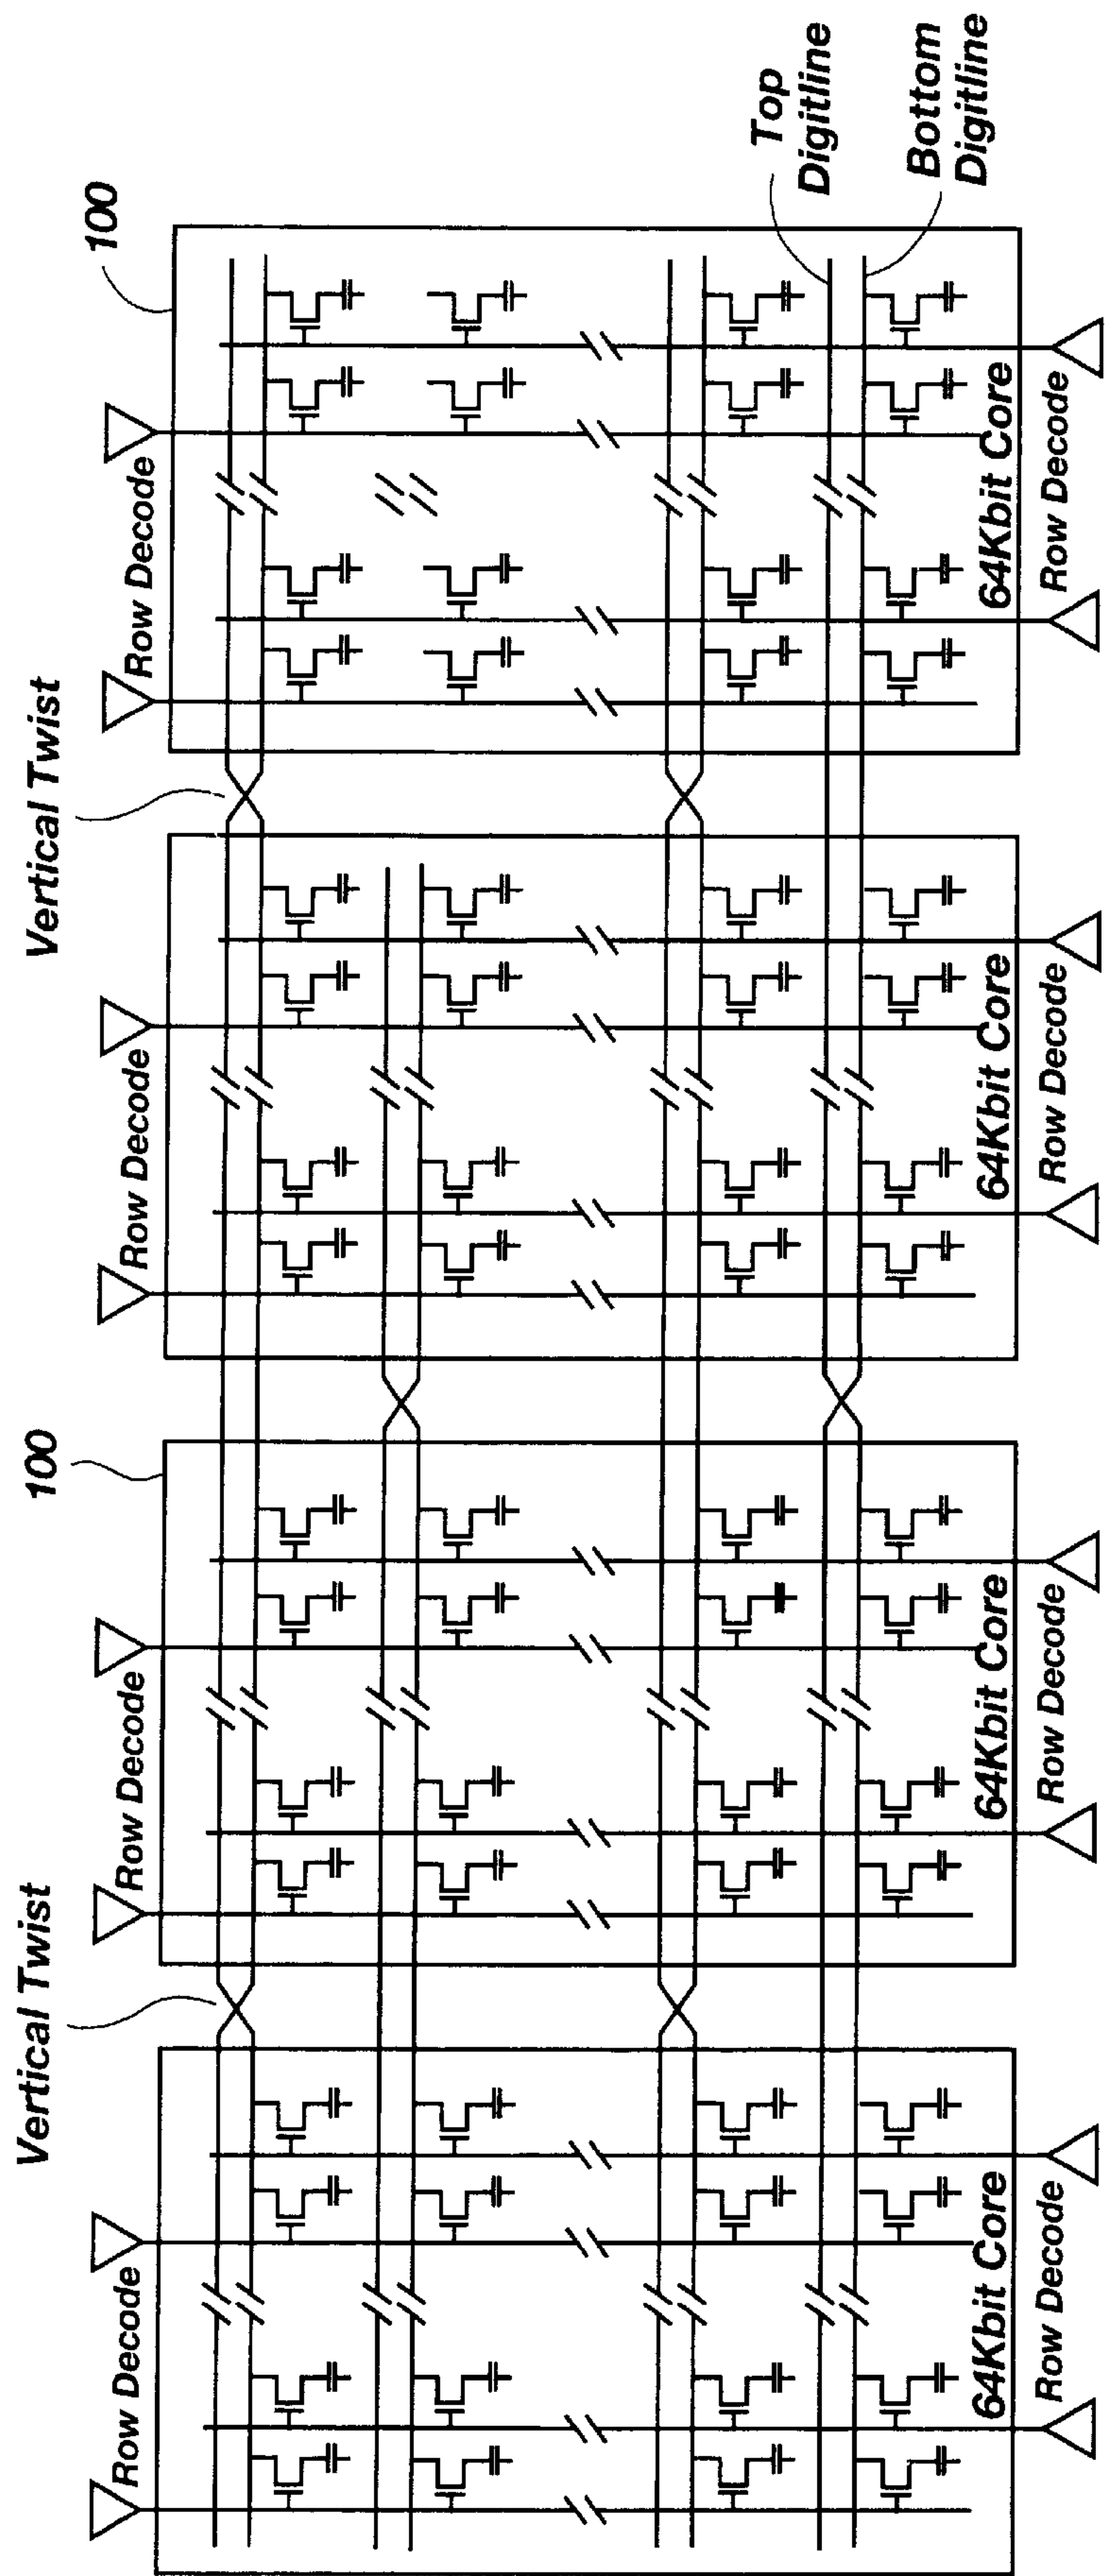 Vertical Twist
Vertical Twist
100
100
Row Decode
Row Decode
Row Decode
Row Decode
Top
Digitline
Bottom
Digitline
64Kbit Core
64Kbit Core
64Kbit Core
64Kbit Core
Row Decode
Row Decode
Row Decode
Row Decode